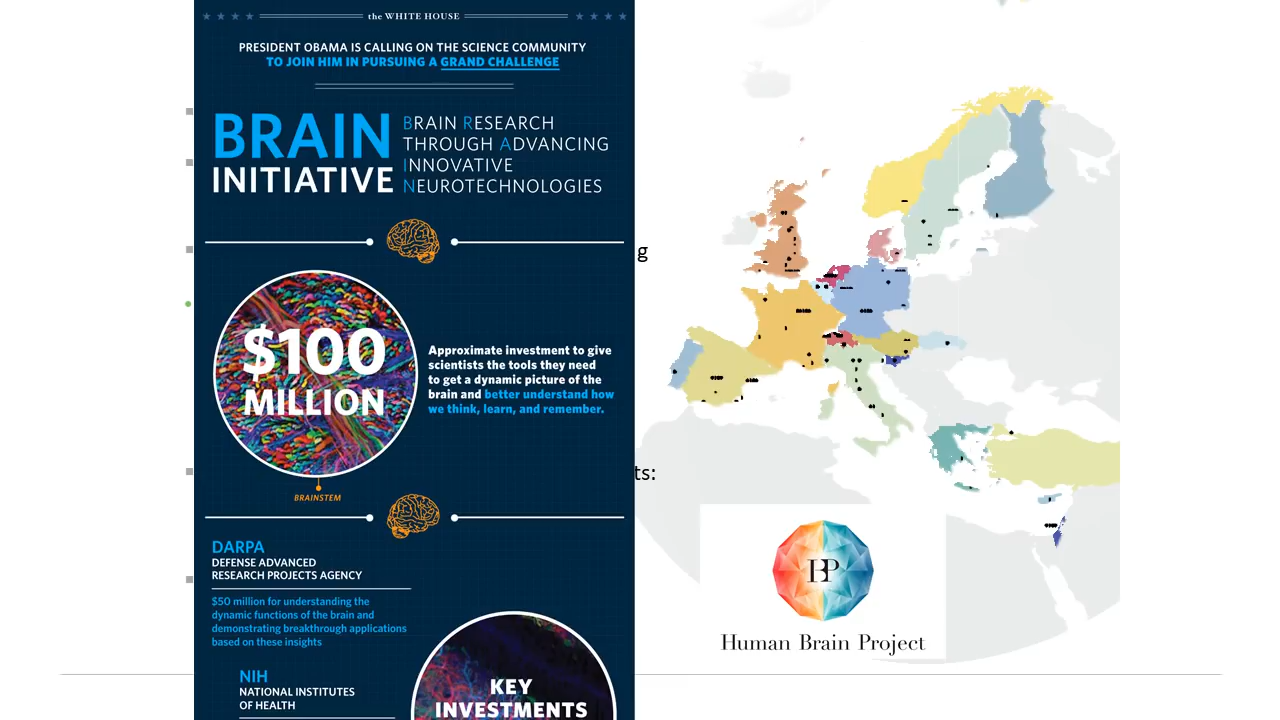 the WHITE HOUSE
PRESIDENT OBAMA IS CALLING ON THE SCIENCE COMMUNITY
TO JOIN HIM IN PURSUING A GRAND CHALLENGE
BRAIN
INITIATIVE
BRAIN RESEARCH
THROUGH ADVANCING
INNOVATIVE
NEUROTECHNOLOGIES
g
$100
MILLION
Approximate investment to give
scientists the tools they need
to get a dynamic picture of the
brain and better understand how
we think, learn, and remember.
ts:
BRAINSTEM
DARPA
DEFENSE ADVANCED
RESEARCH PROJECTS AGENCY
$50 million for understanding the
dynamic functions of the brain and
demonstrating breakthrough applications
based on these insights
NIH
NATIONAL INSTITUTES
OF HEALTH
KEY
INVESTMENTS
BP
Human Brain Project